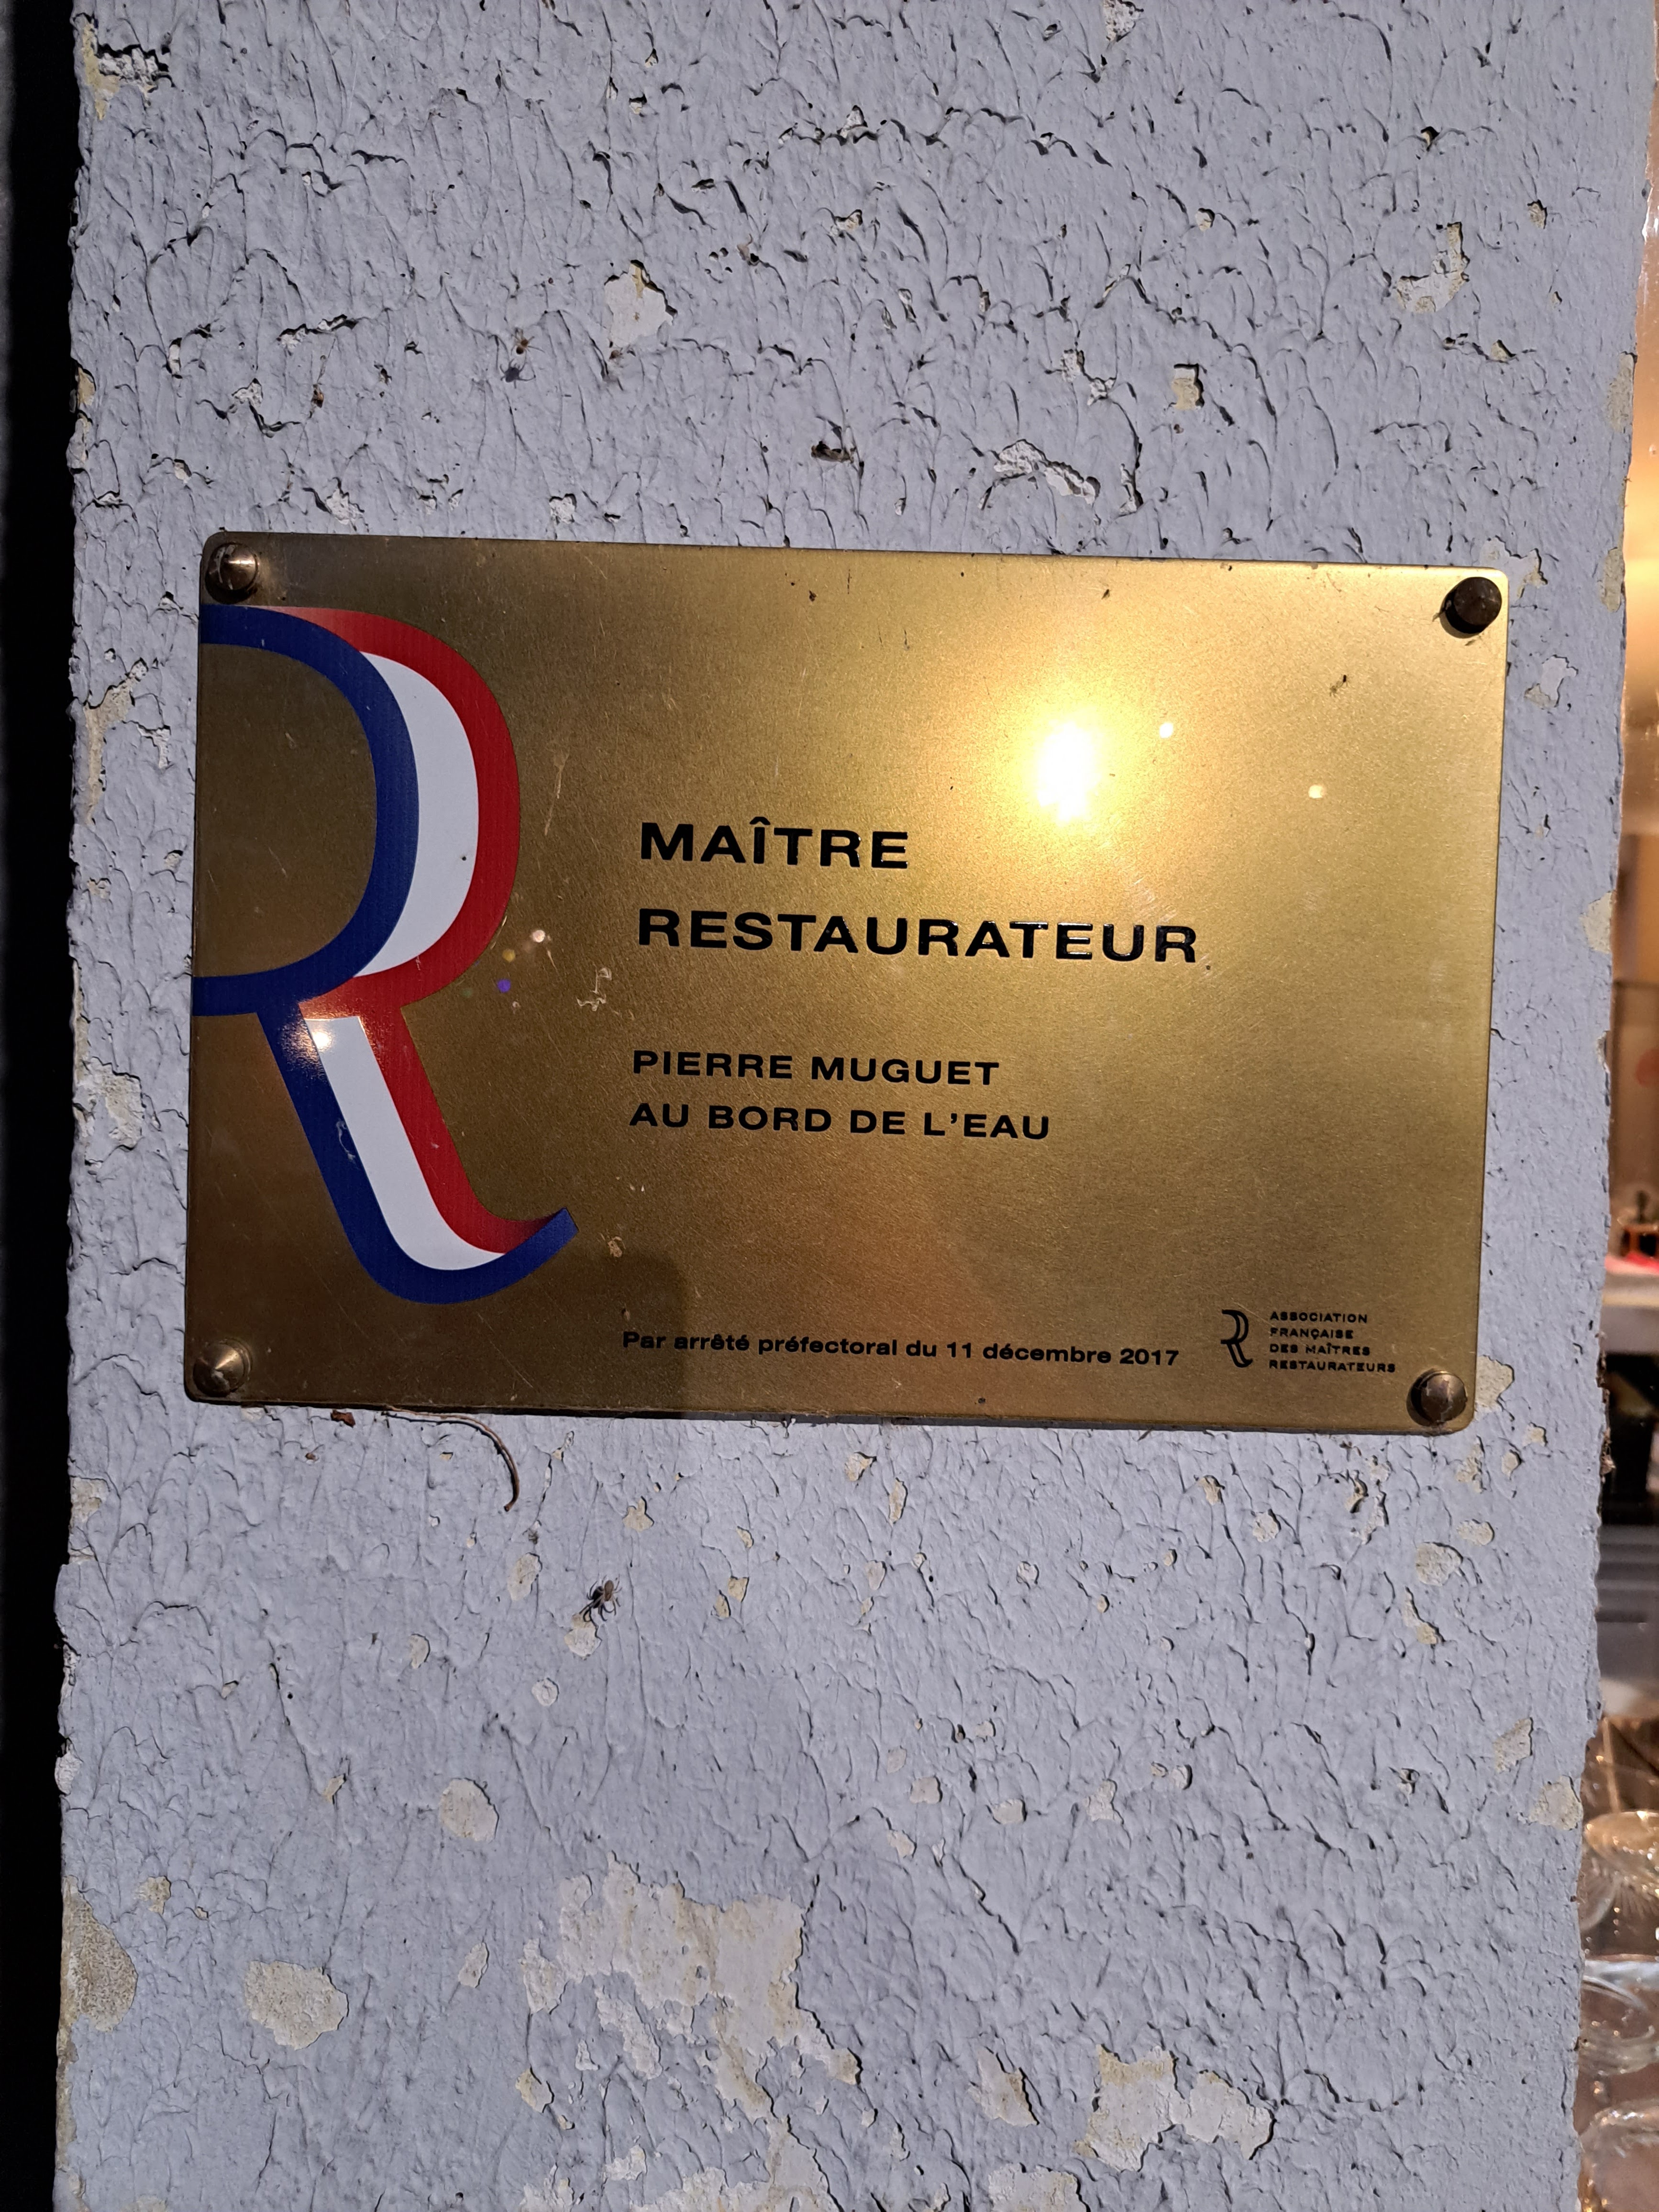 MAÎTRE
RESTAURATEUR
PIERRE MUGUET
AU BORD DE L'EAU
Par arrêté préfectoral du 11 décembre 2017
ASSOCIATION
FRANÇAISE
DES MAÎTRES
RESTAURATEURS